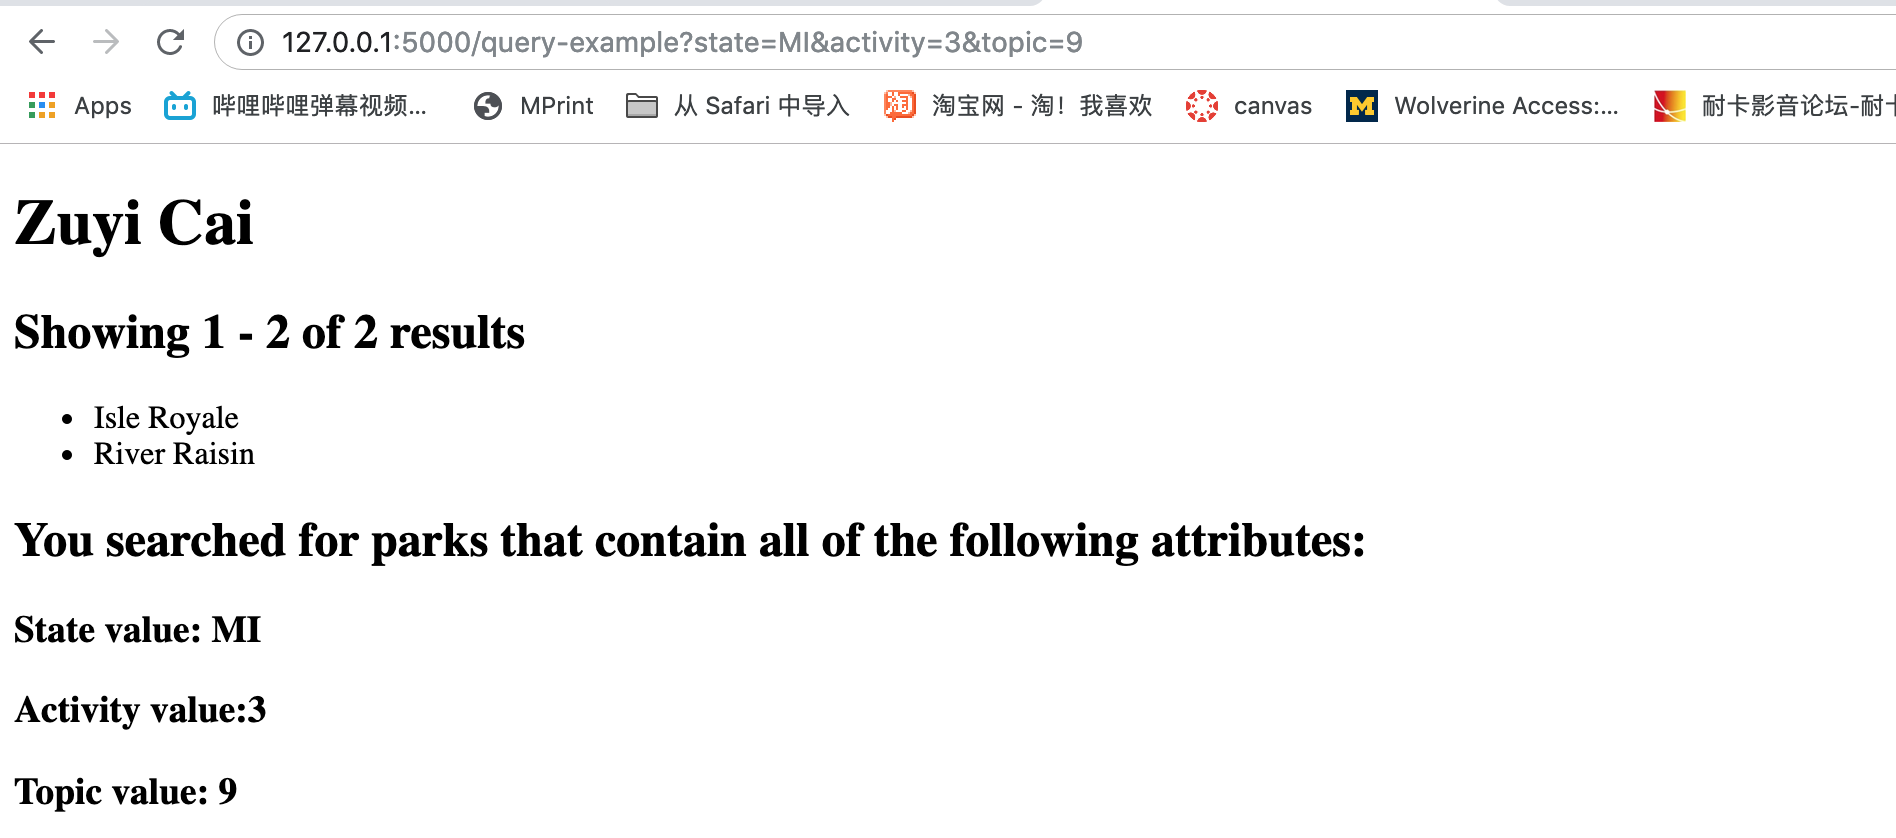 127.0.0.1:5000/query-example?state=MI&activity=3&topic=9
Apps 哔哩哔哩弹幕视频... MPrint 从 Safari 中导入 淘 淘宝网 - 淘！我喜欢 canvas M Wolverine Access:... 耐卡影音论坛-耐卡
Zuyi Cai
Showing 1 - 2 of 2 results
• Isle Royale
• River Raisin
You searched for parks that contain all of the following attributes:
State value: MI
Activity value:3
Topic value: 9